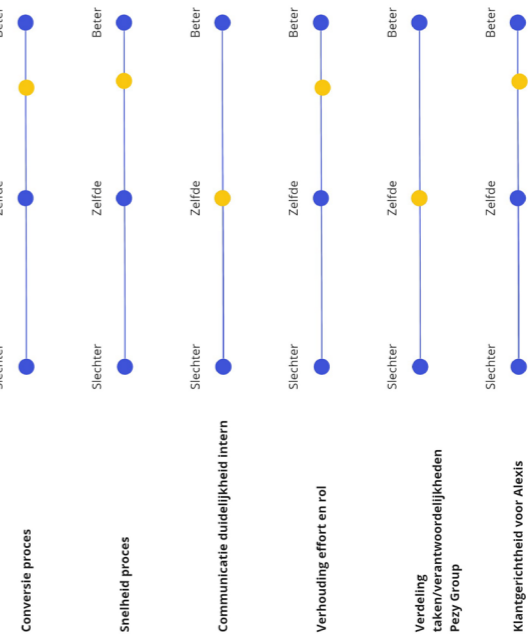 Conversie proces
Slechter
Zelfde
Beter
Snelheid proces
Slechter
Zelfde
Beter
Communicatie duidelijkheid intern
Slechter
Zelfde
Beter
Verhouding effort en rol
Slechter
Zelfde
Beter
Verdeling
taken/verantwoordelijkheden
Pezy Group
Slechter
Zelfde
Beter
Klantgerichtheid voor Alexis
Slechter
Zelfde
Beter